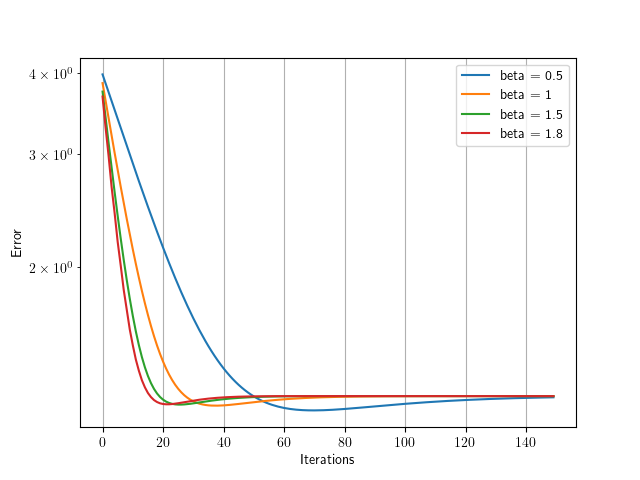 4 × 10⁰
3 × 10⁰
2 × 10⁰
Error
0 20 40 60 80 100 120 140
Iterations
beta = 0.5
beta = 1
beta = 1.5
beta = 1.8